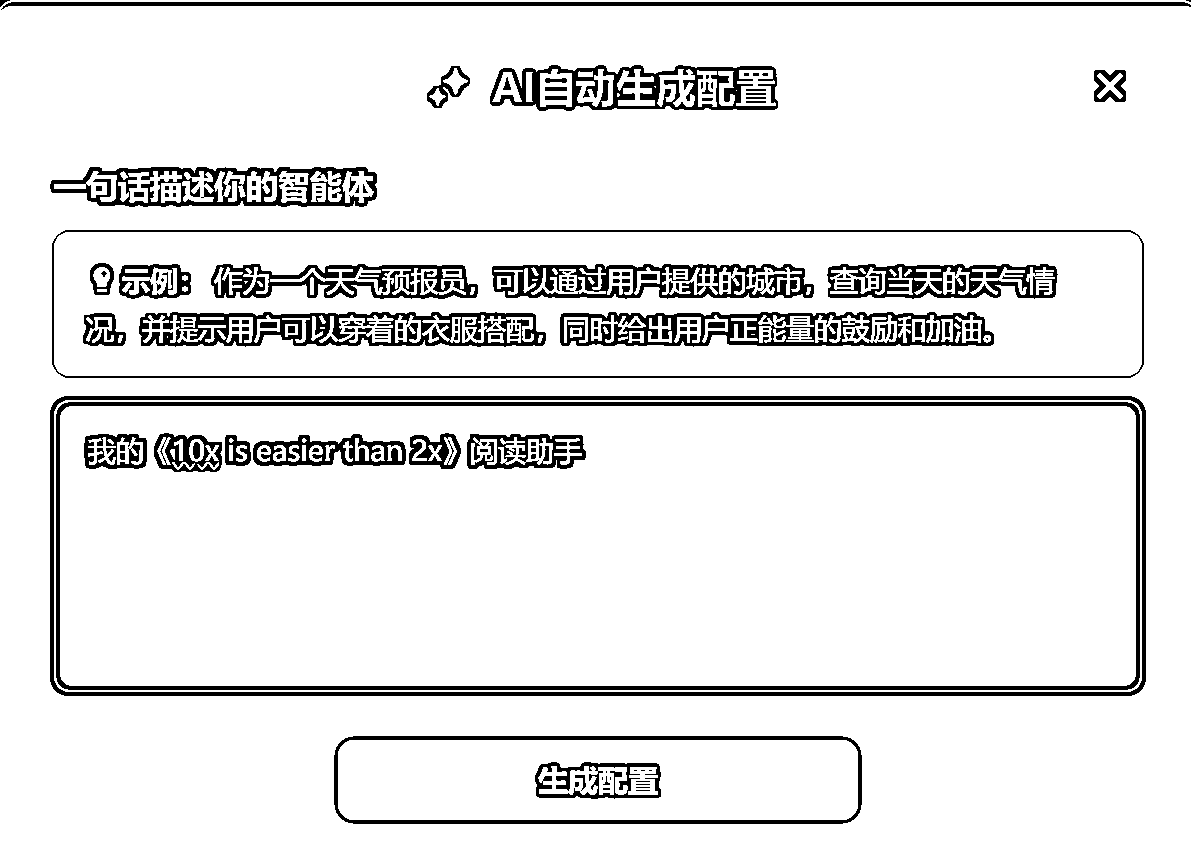 AI自动生成配置
一句话描述你的智能体
示例： 作为一个天气预报员，可以通过用户提供的城市，查询当天的天气情
况，并提示用户可以穿着的衣服搭配，同时给出用户正能量的鼓励和加油。
我的《10x is easier than 2x》阅读助手
生成配置